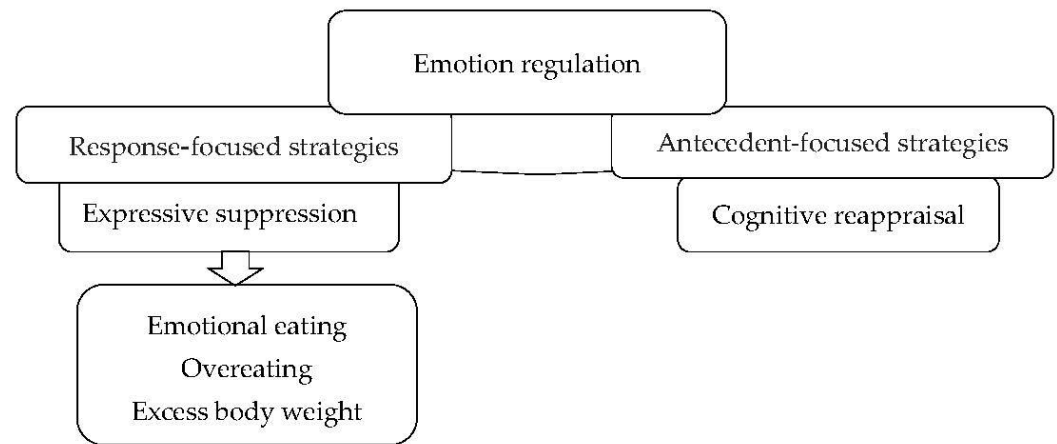 Emotion regulation
Response-focused strategies
Antecedent-focused strategies
Expressive suppression
Cognitive reappraisal
Emotional eating
Overeating
Excess body weight